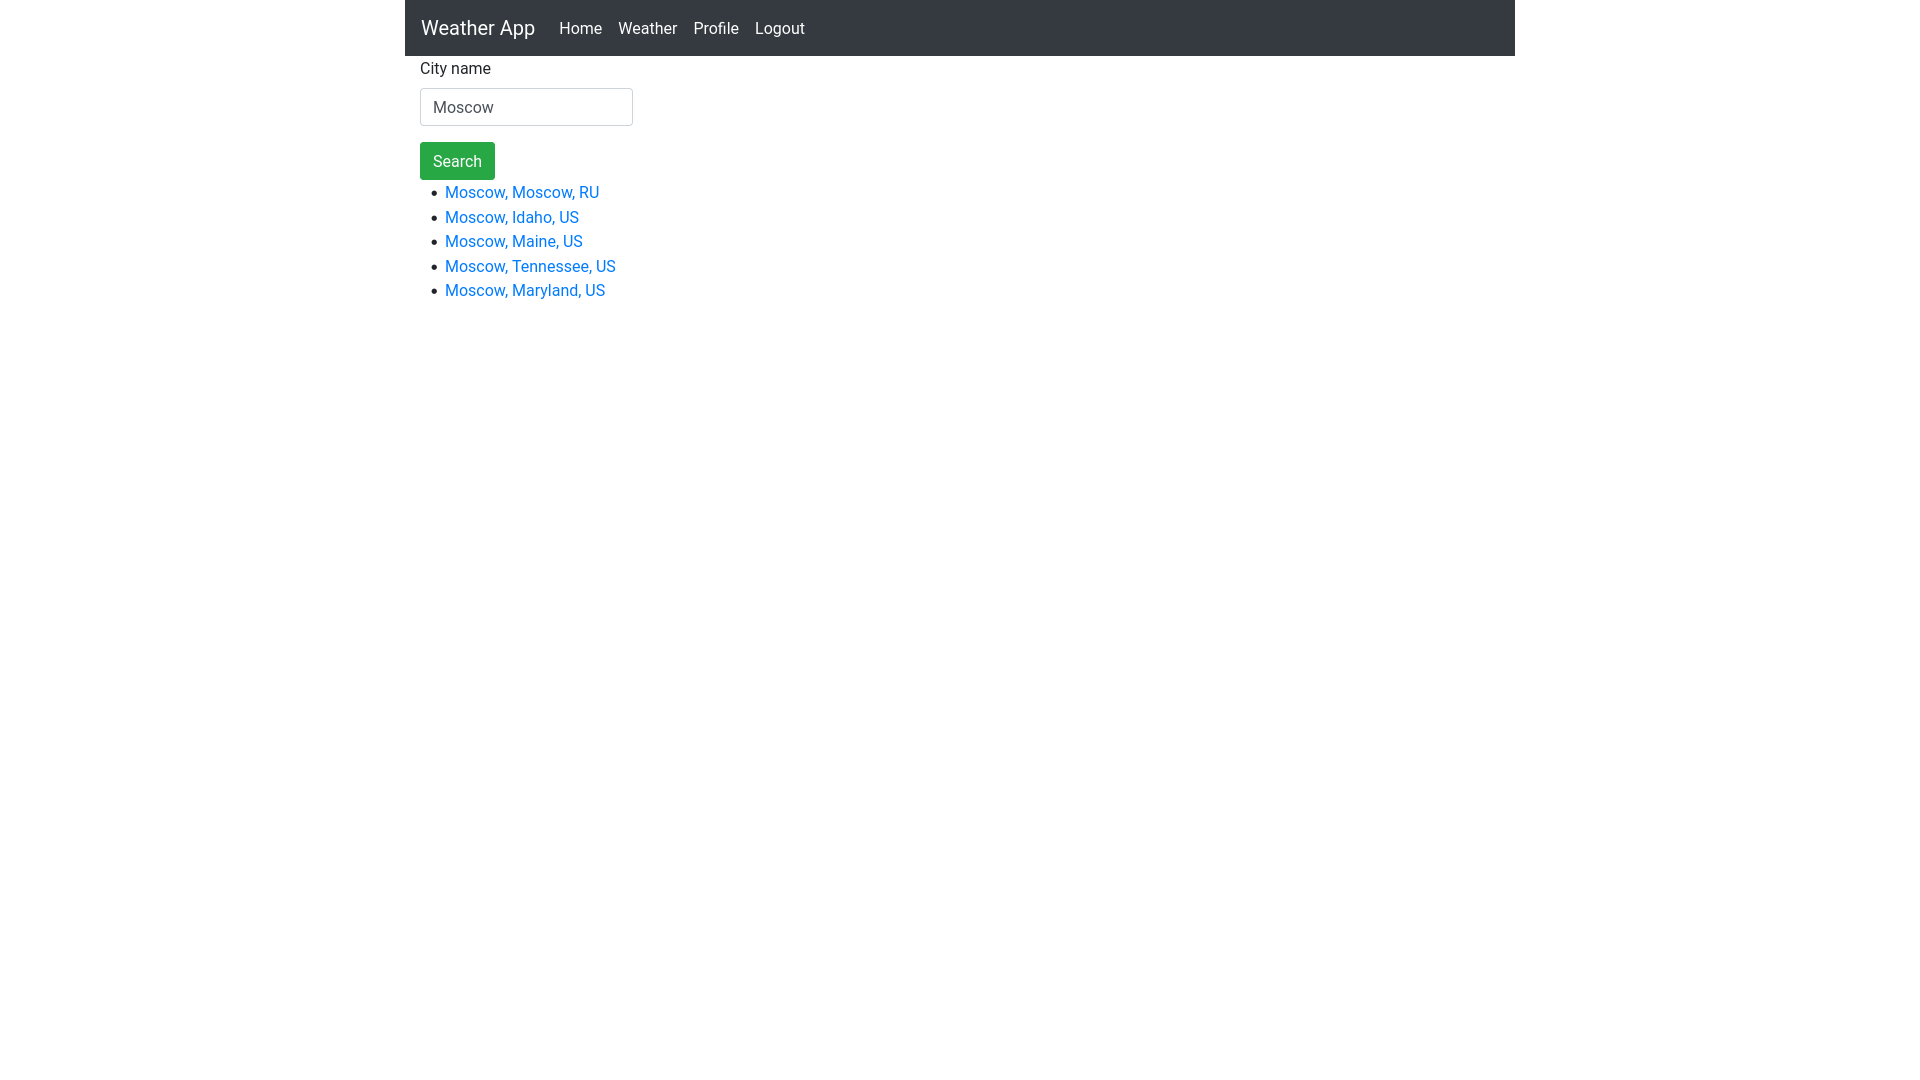 Weather App Home Weather Profile Logout
City name
Moscow
Search
Moscow, Moscow, RU
Moscow, Idaho, US
Moscow, Maine, US
Moscow, Tennessee, US
Moscow, Maryland, US